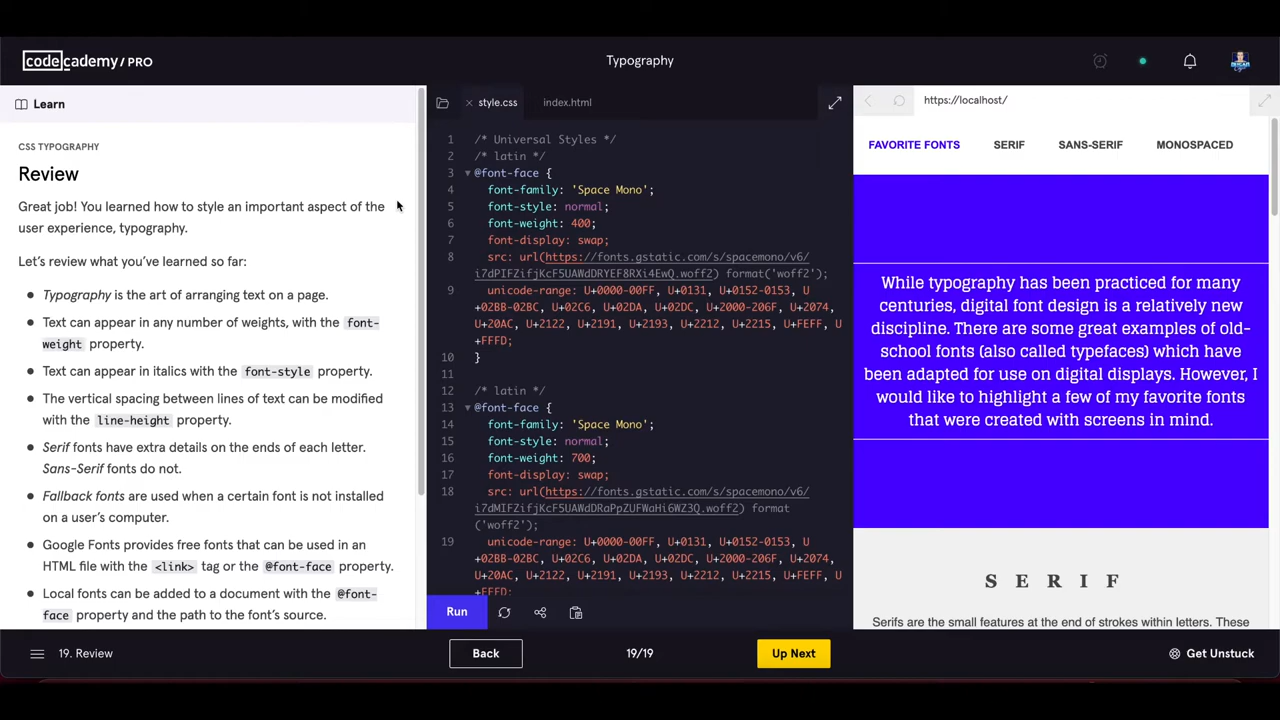 codecademy / PRO
Typography
Learn
CSS TYPOGRAPHY
Review
Great job! You learned how to style an important aspect of the
user experience, typography.
Let's review what you've learned so far:
Typography is the art of arranging text on a page.
Text can appear in any number of weights, with the font-
weight property.
Text can appear in italics with the font-style property.
The vertical spacing between lines of text can be modified
with the line-height property.
Serif fonts have extra details on the ends of each letter.
Sans-Serif fonts do not.
Fallback fonts are used when a certain font is not installed
on a user's computer.
Google Fonts provides free fonts that can be used in an
HTML file with the <link> tag or the @font-face property.
Local fonts can be added to a document with the @font-
face property and the path to the font's source.
style.css
index.html
1 /* Universal Styles */
2 /* latin */
3 @font-face {
4 font-family: 'Space Mono';
5 font-style: normal;
6 font-weight: 400;
7 font-display: swap;
8 src: url(https://fonts.gstatic.com/s/spacemono/v6/
i7dPIFZifjKcF5UAWdDRYEF8RXi4EwQ.woff2) format('woff2');
9 unicode-range: U+0000-00FF, U+0131, U+0152-0153, U
+02BB-02BC, U+02C6, U+02DA, U+02DC, U+2000-206F, U+2074,
U+20AC, U+2122, U+2191, U+2193, U+2212, U+2215, U+FEFF, U
+FFFD;
10 }
11
12 /* latin */
13 @font-face {
14 font-family: 'Space Mono';
15 font-style: normal;
16 font-weight: 700;
17 font-display: swap;
18 src: url(https://fonts.gstatic.com/s/spacemono/v6/
i7dMIFZifjKcF5UAWdDRaPpZUFWaHi6WZ3Q.woff2) format
('woff2');
19 unicode-range: U+0000-00FF, U+0131, U+0152-0153, U
+02BB-02BC, U+02C6, U+02DA, U+02DC, U+2000-206F, U+2074,
U+20AC, U+2122, U+2191, U+2193, U+2212, U+2215, U+FEFF, U
+FFFD;
Run
https://localhost/
FAVORITE FONTS SERIF SANS-SERIF MONOSPACED
While typography has been practiced for many
centuries, digital font design is a relatively new
discipline. There are some great examples of old-
school fonts (also called typefaces) which have
been adapted for use on digital displays. However, I
would like to highlight a few of my favorite fonts
that were created with screens in mind.
SERIF
Serifs are the small features at the end of strokes within letters. These
19. Review
Back
19/19
Up Next
Get Unstuck